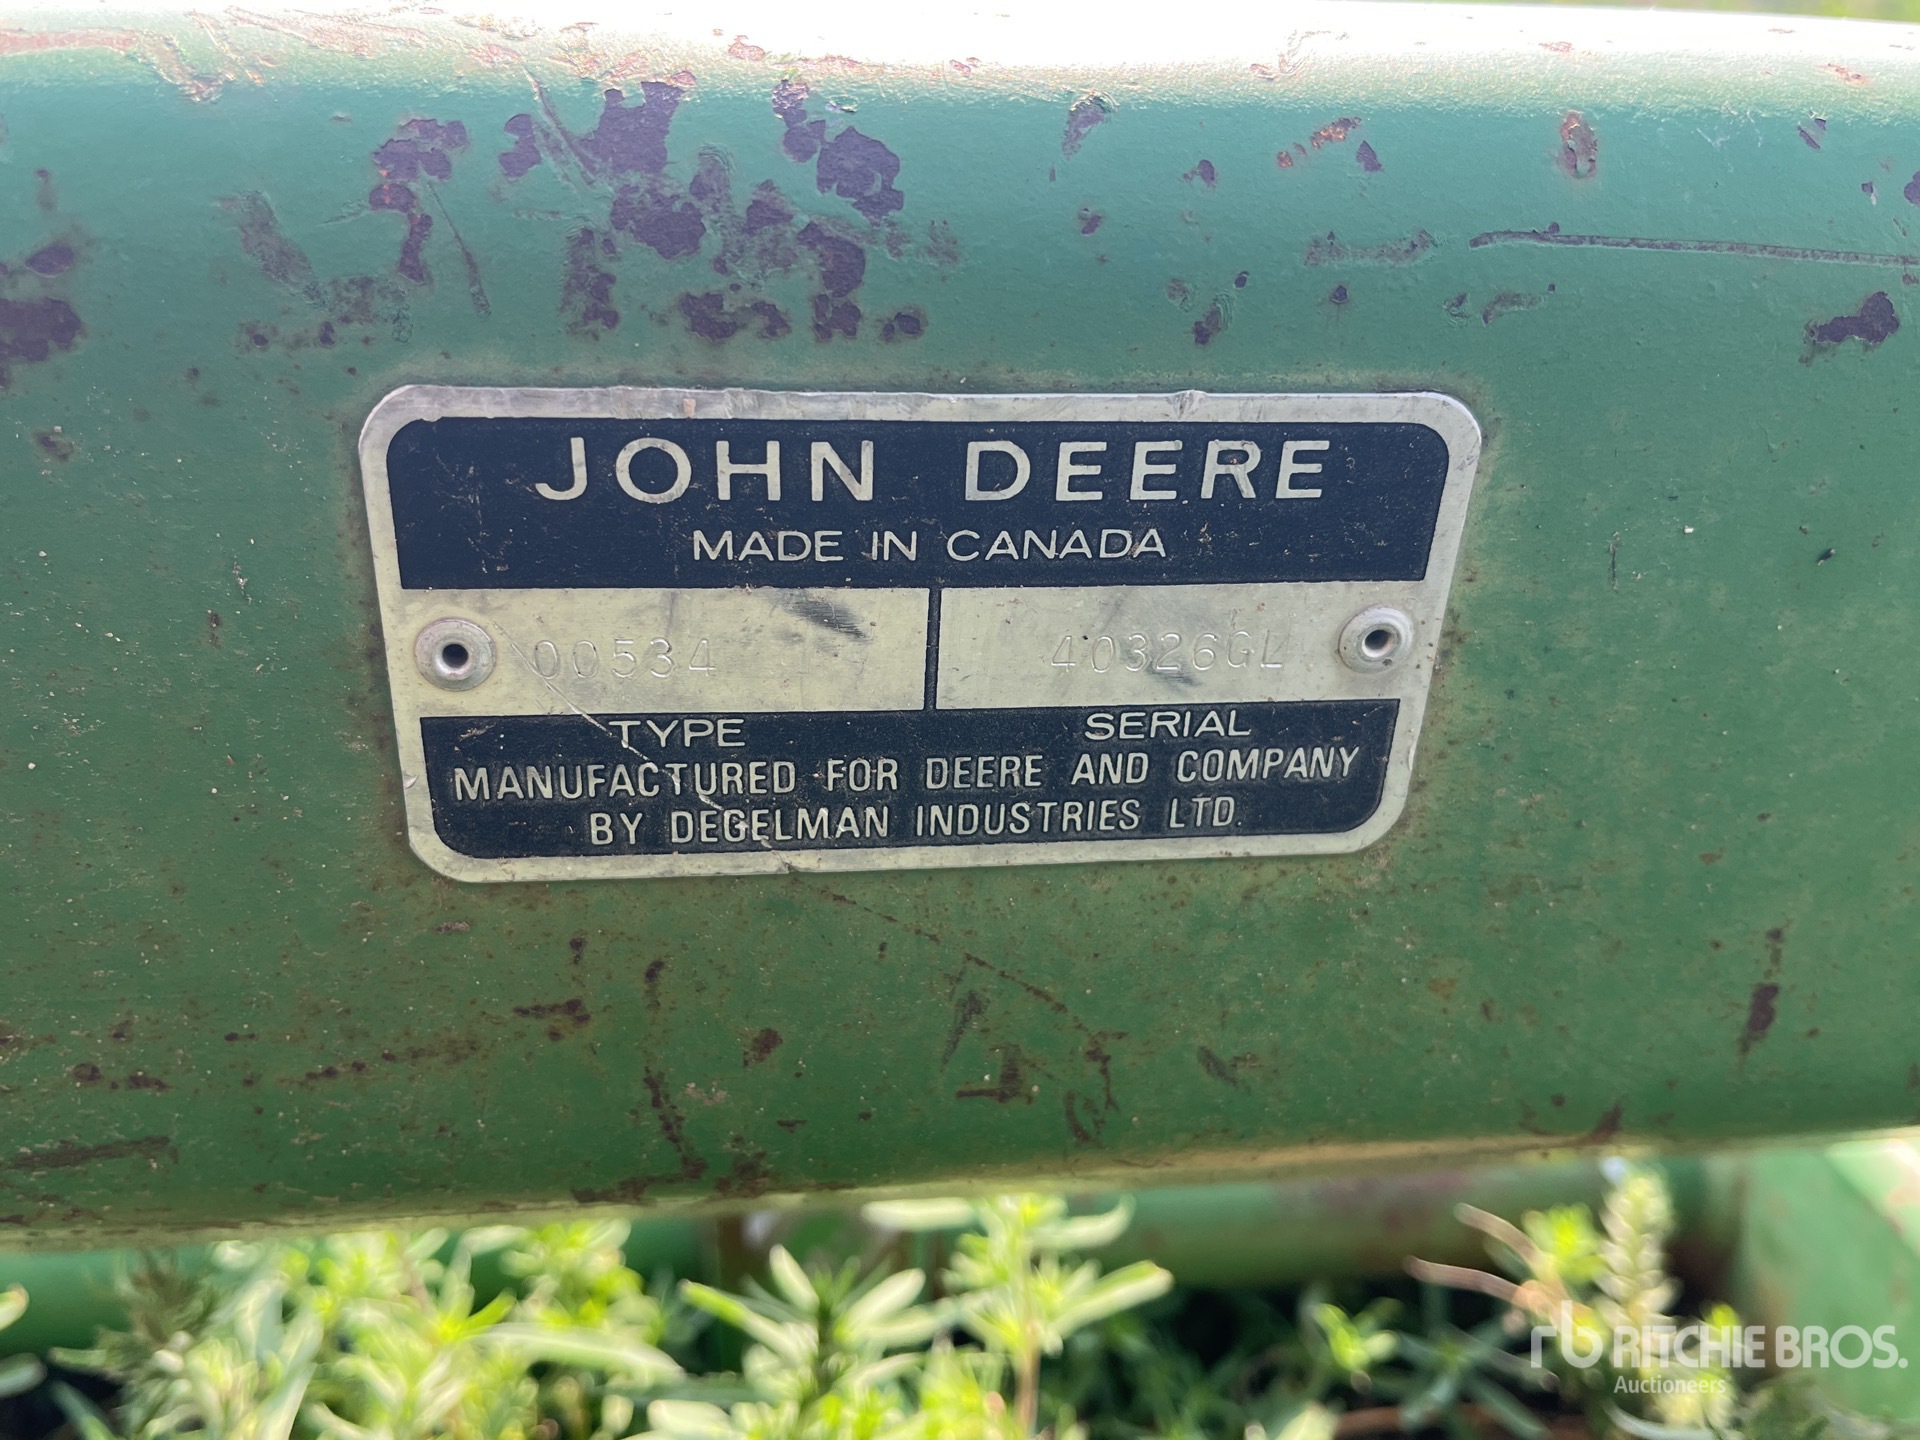 JOHN DEERE
MADE IN CANADA
00534 40326GL
TYPE SERIAL
MANUFACTURED FOR DEERE AND COMPANY
BY DEGELMAN INDUSTRIES LTD.
rb RITCHIE BROS.
Auctioneers